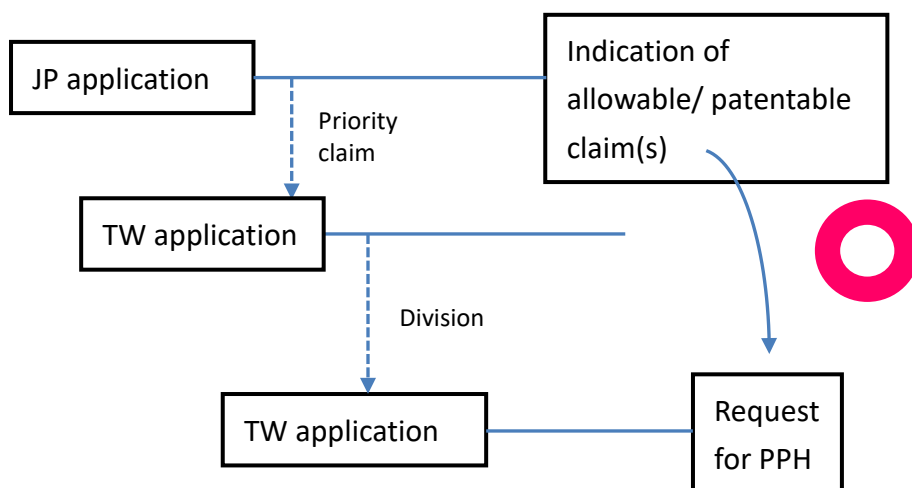 JP application
Indication of
allowable/ patentable
claim(s)
Priority
claim
TW application
Division
TW application
Request
for PPH